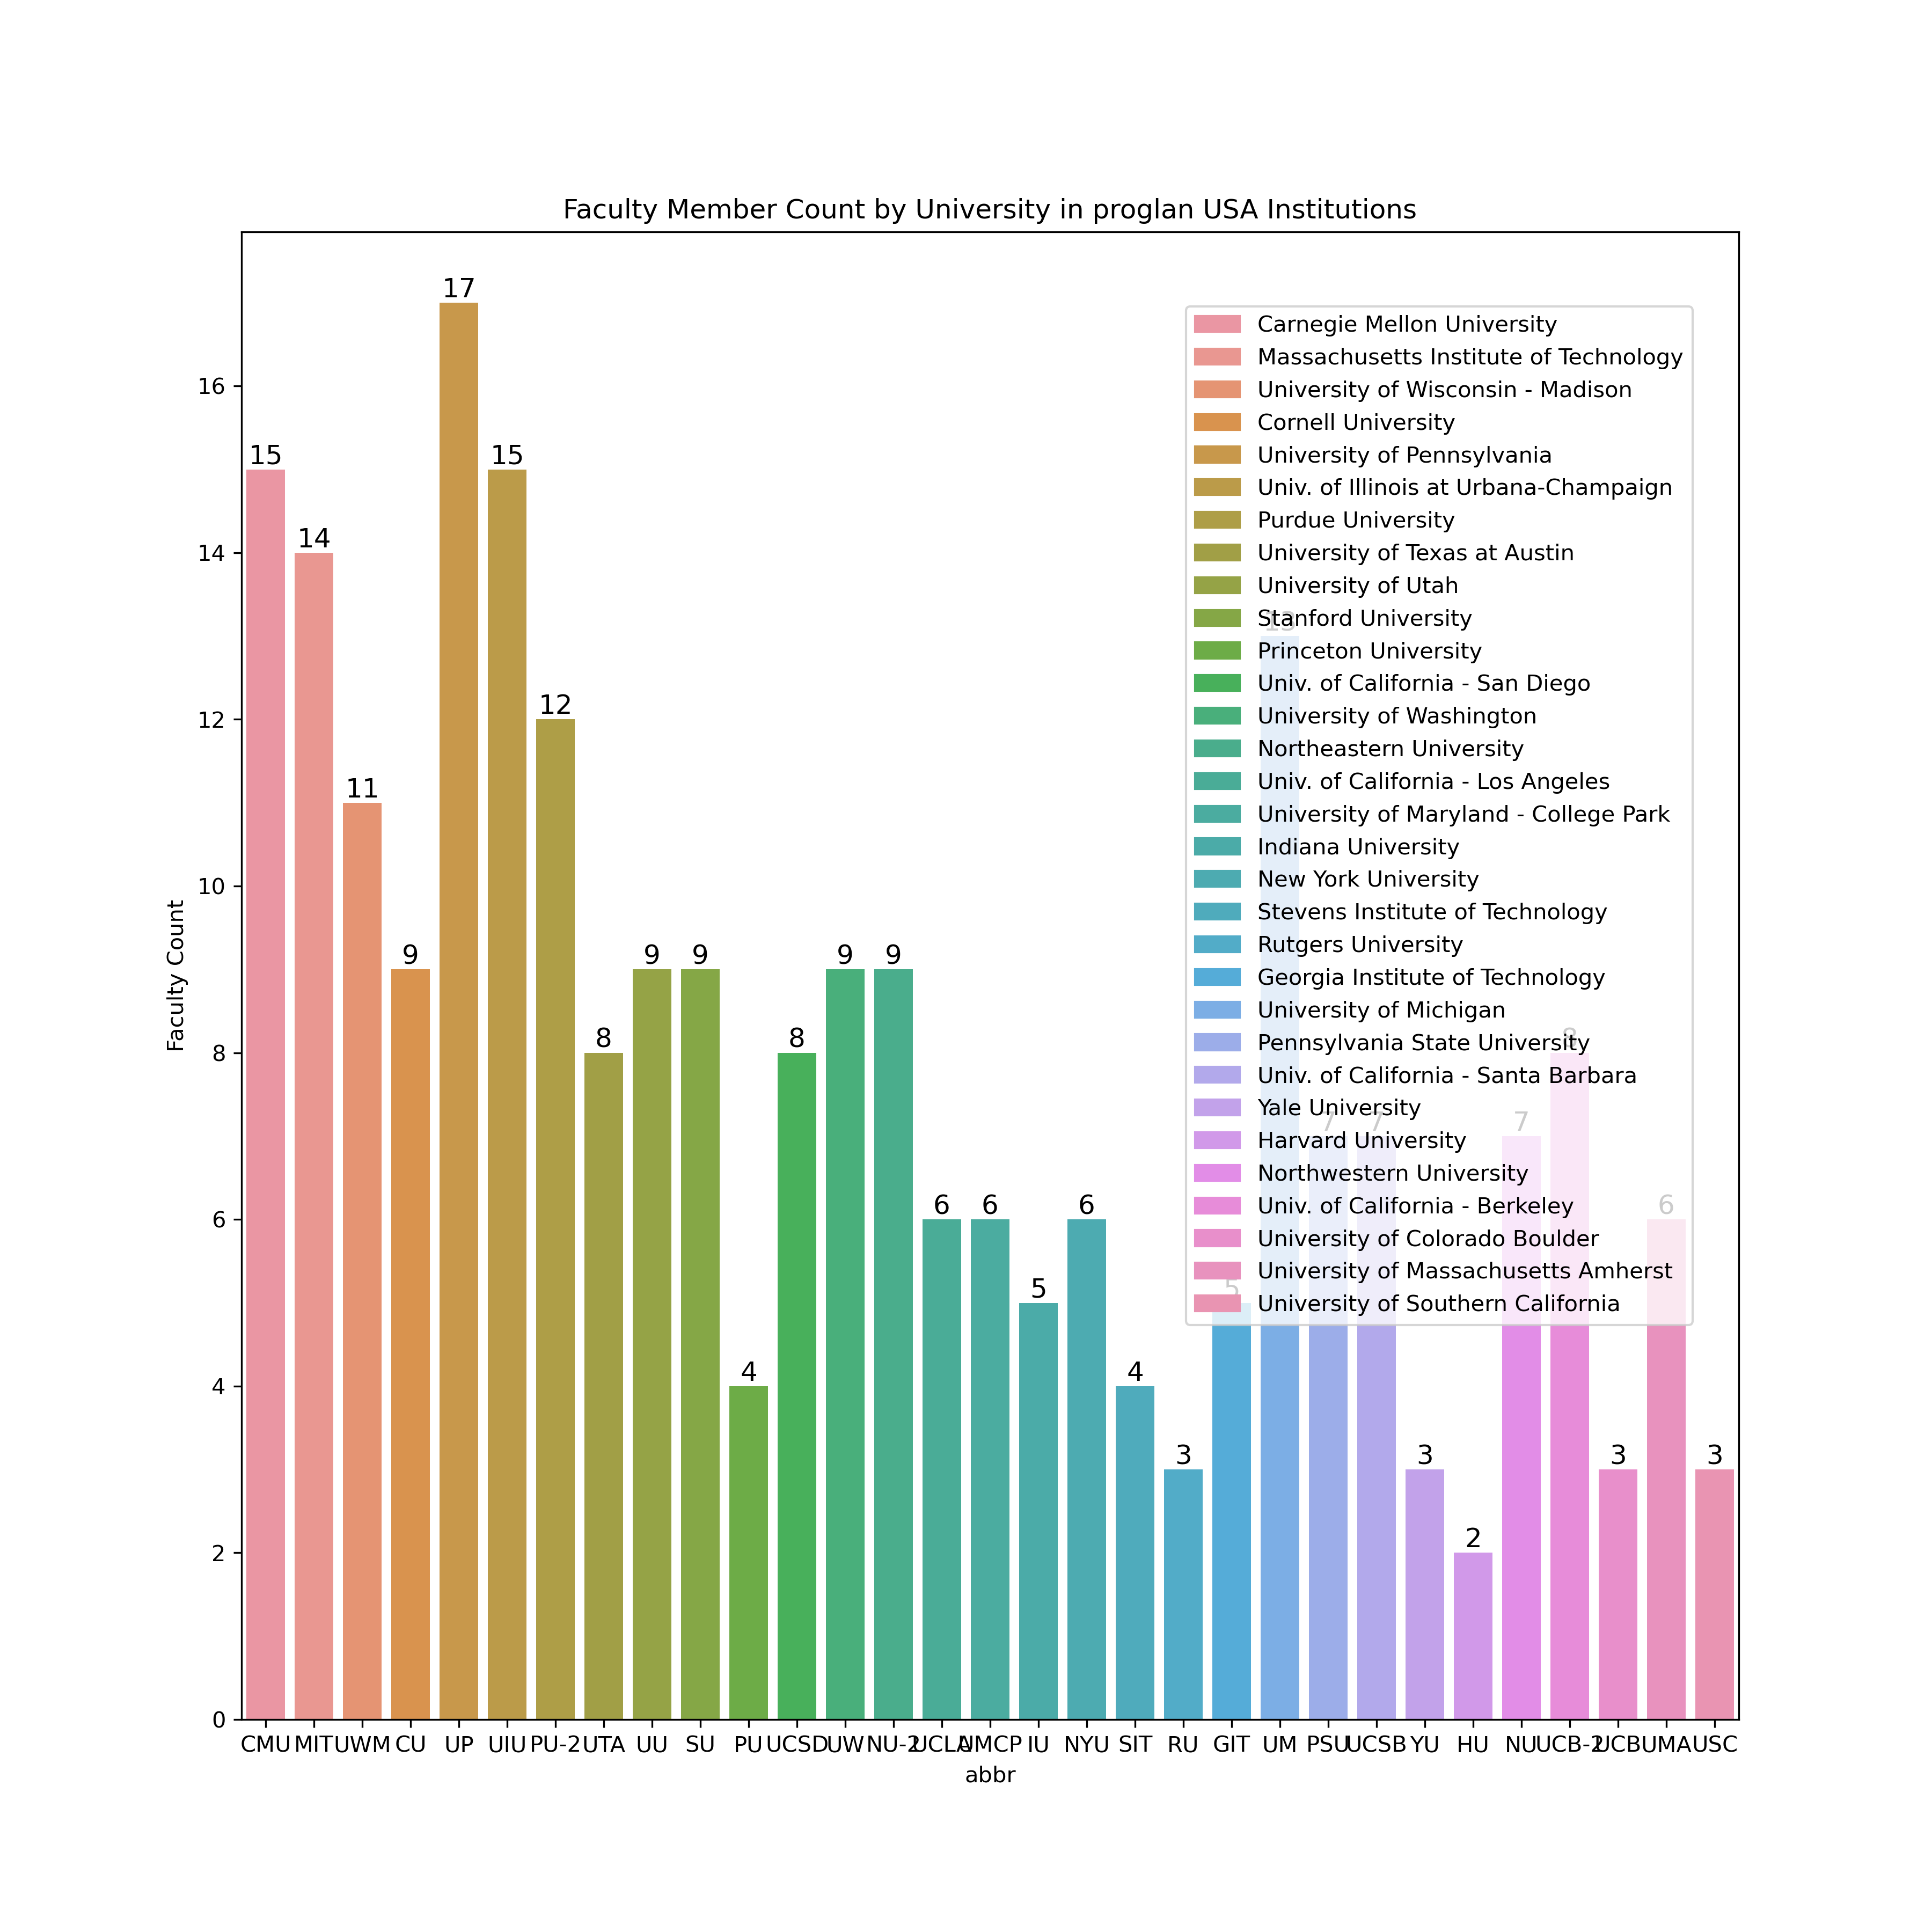 Faculty Member Count by University in proglan USA Institutions
17
15
15
14
12
11
9
8
9
9
4
8
9
9
6
6
5
6
4
3
5
13
7
7
3
2
7
8
3
6
3
Carnegie Mellon University
Massachusetts Institute of Technology
University of Wisconsin - Madison
Cornell University
University of Pennsylvania
Univ. of Illinois at Urbana-Champaign
Purdue University
University of Texas at Austin
University of Utah
Stanford University
Princeton University
Univ. of California - San Diego
University of Washington
Northeastern University
Univ. of California - Los Angeles
University of Maryland - College Park
Indiana University
New York University
Stevens Institute of Technology
Rutgers University
Georgia Institute of Technology
University of Michigan
Pennsylvania State University
Univ. of California - Santa Barbara
Yale University
Harvard University
Northwestern University
Univ. of California - Berkeley
University of Colorado Boulder
University of Massachusetts Amherst
University of Southern California
Faculty Count
16
14
12
10
8
6
4
2
0
CMU MIT UWM CU UP UIU PU-2 UTA UU SU PU UCSD UW NU-2 UCLA UMCP IU NYU SIT RU GIT UM PSU UCSB YU HU NU UCB-2 UCB UMA USC
abbr